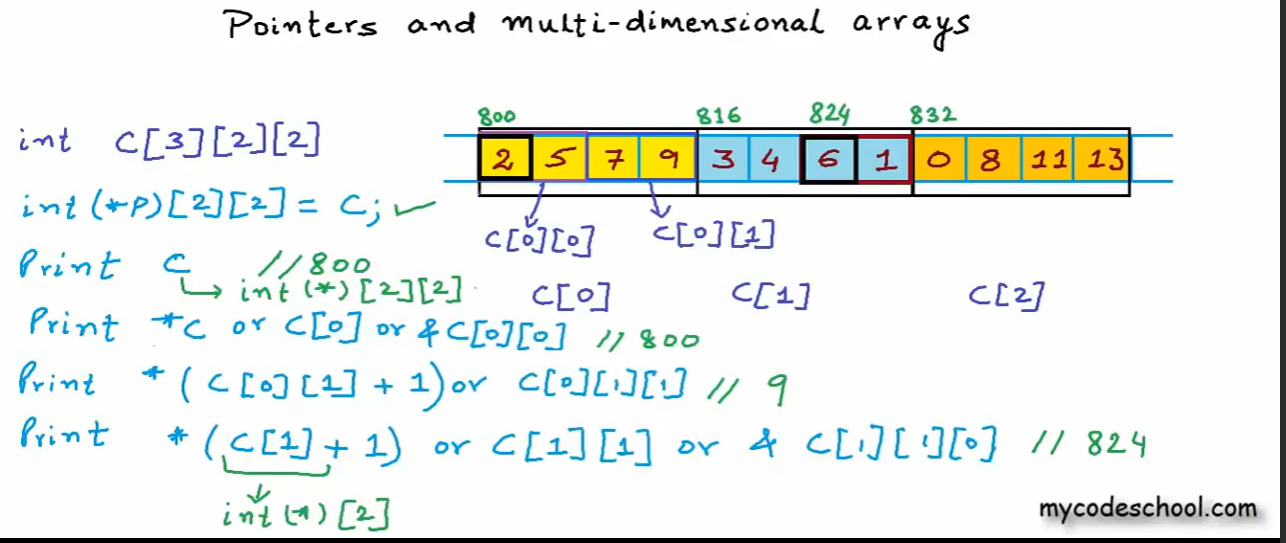 Pointers and multi-dimensional arrays
800 816 824 832
int C[3][2][2]
2 5 7 9 3 4 6 1 0 8 11 13
int (*P)[2][2] = C;
C[0][0] C[0][1]
Print C //800
int (*)[2][2]
C[0] C[1] C[2]
Print *C or C[0] or &C[0][0] //800
Print *(C[0][1] + 1) or C[0][1][1] // 9
Print *(C[1] + 1) or C[1][1] or & C[1][1][0] // 824
int (*)[2]
mycodeschool.com